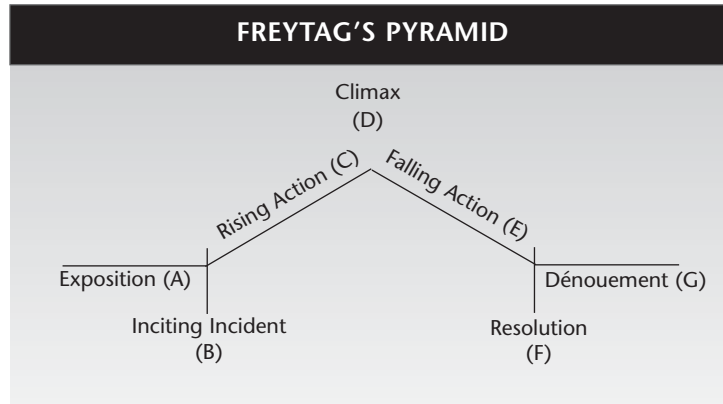 FREYTAG’S PYRAMID
Climax
(D)
Rising Action (C)
Falling Action (E)
Exposition (A)
Dénouement (G)
Inciting Incident
(B)
Resolution
(F)